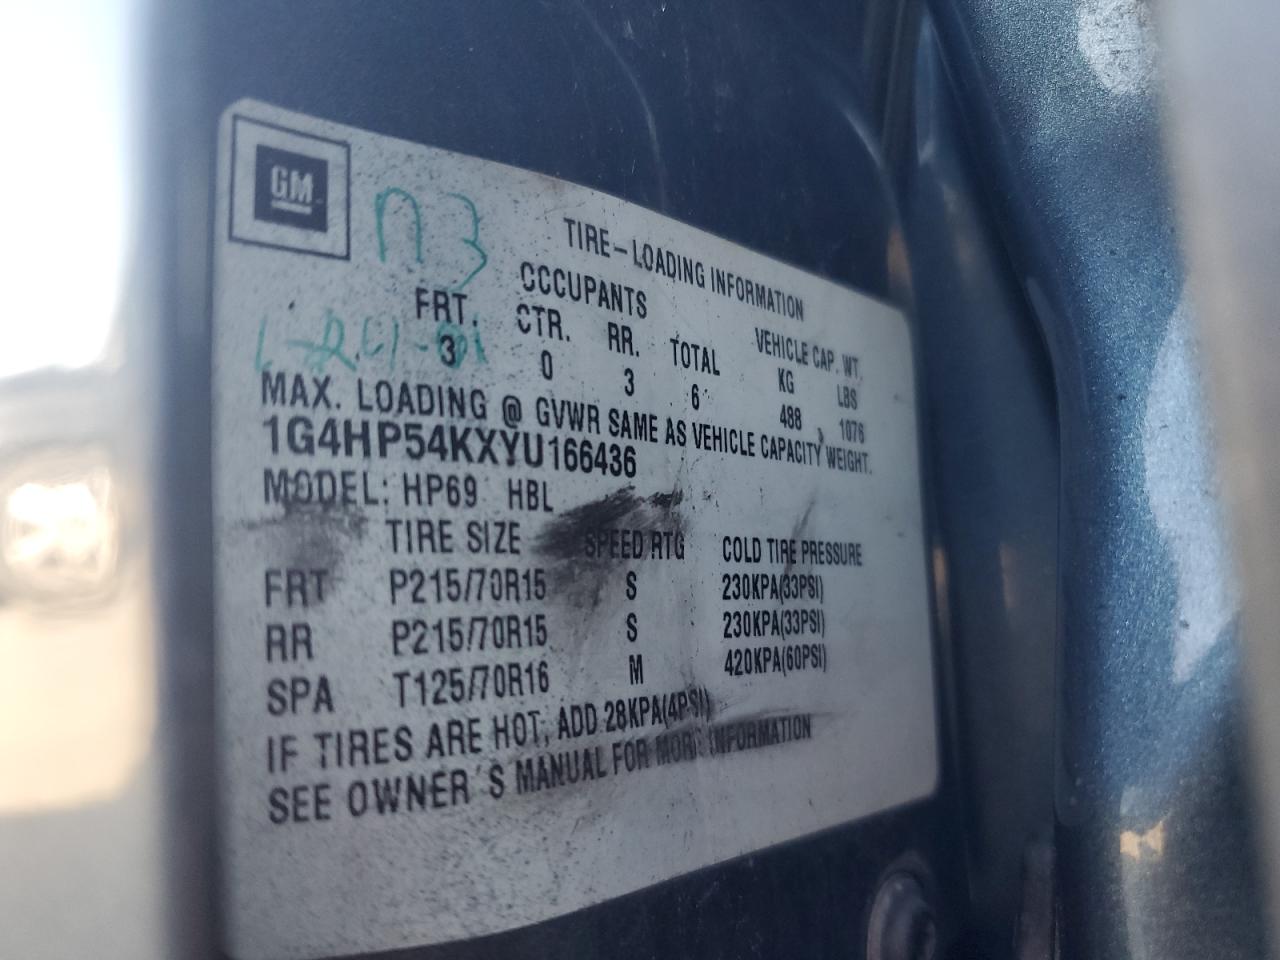 GM
n3
TIRE-LOADING INFORMATION
OCCUPANTS VEHICLE CAP. WT.
FRT. CTR. RR. TOTAL KG LBS
3 0 3 6 488 1076
MAX. LOADING @ GVWR SAME AS VEHICLE CAPACITY WEIGHT.
1G4HP54KXYU166436
MODEL: HP69 HBL
TIRE SIZE SPEED RTG COLD TIRE PRESSURE
FRT P215/70R15 S 230KPA(33PSI)
RR P215/70R15 S 230KPA(33PSI)
SPA T125/70R16 M 420KPA(60PSI)
IF TIRES ARE HOT, ADD 28KPA(4PSI)
SEE OWNER'S MANUAL FOR MORE INFORMATION